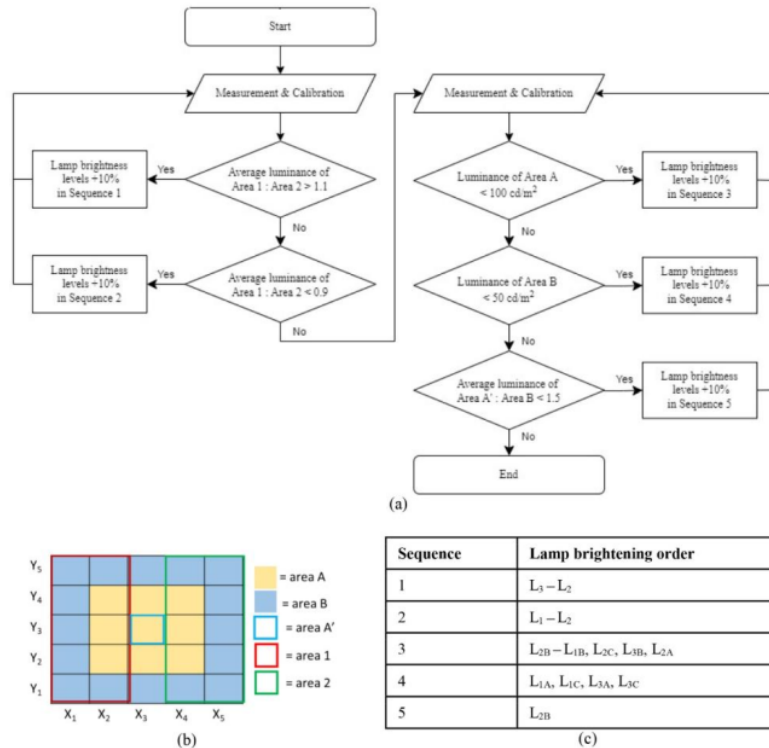 Start
Measurement & Calibration
Average luminance of
Area 1 : Area 2 > 1.1
Yes
Lamp brightness
levels +10%
in Sequence 1
No
Average luminance of
Area 1 : Area 2 < 0.9
Yes
Lamp brightness
levels +10%
in Sequence 2
No
Measurement & Calibration
Luminance of Area A
< 100 cd/m²
Yes
Lamp brightness
levels +10%
in Sequence 3
No
Luminance of Area B
< 50 cd/m²
Yes
Lamp brightness
levels +10%
in Sequence 4
No
Average luminance of
Area A' : Area B < 1.5
Yes
Lamp brightness
levels +10%
in Sequence 5
No
End
(a)
Y₅
Y₄
Y₃
Y₂
Y₁
X₁ X₂ X₃ X₄ X₅
= area A
= area B
= area A'
= area 1
= area 2
(b)
Sequence Lamp brightening order
1 L₃ – L₂
2 L₁ – L₂
3 L₂B – L₁B, L₂C, L₃B, L₂A
4 L₁A, L₁C, L₃A, L₃C
5 L₂B
(c)